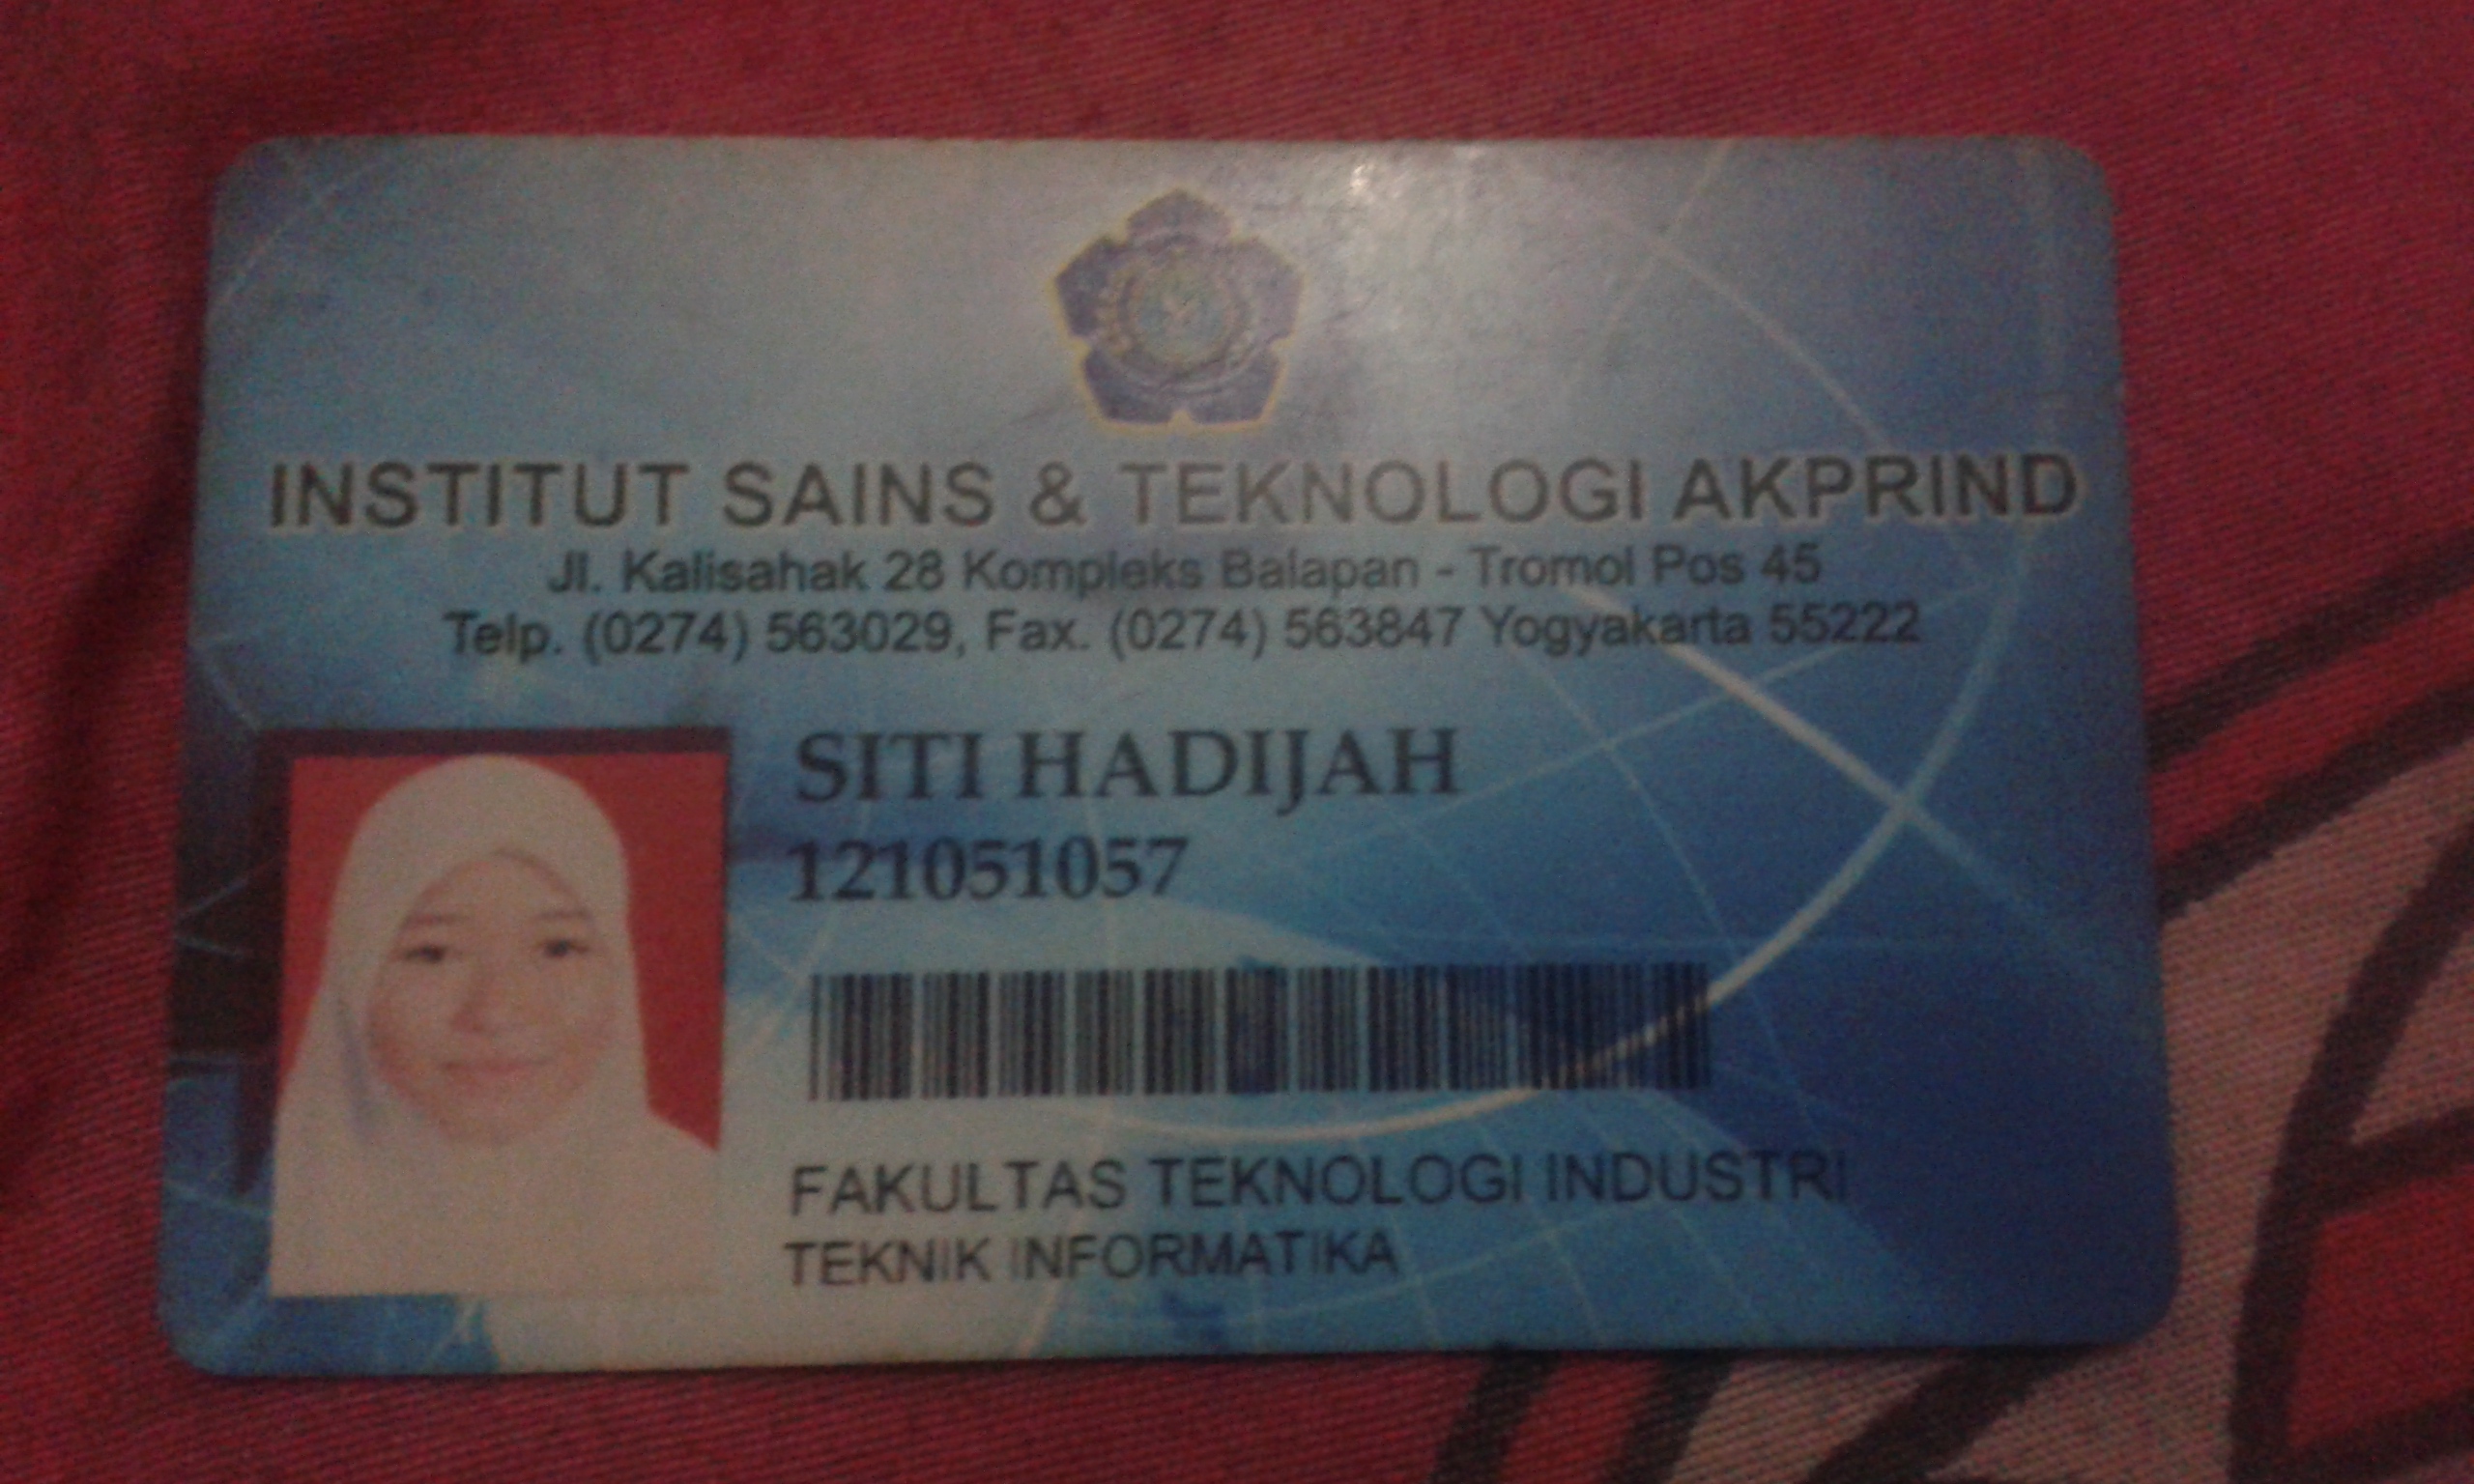 INSTITUT SAINS & TEKNOLOGI AKPRIND
Jl. Kalisahak 28 Kompleks Balapan - Tromol Pos 45
Telp. (0274) 563029, Fax. (0274) 563847 Yogyakarta 55222
SITI HADIJAH
121051057
FAKULTAS TEKNOLOGI INDUSTRI
TEKNIK INFORMATIKA